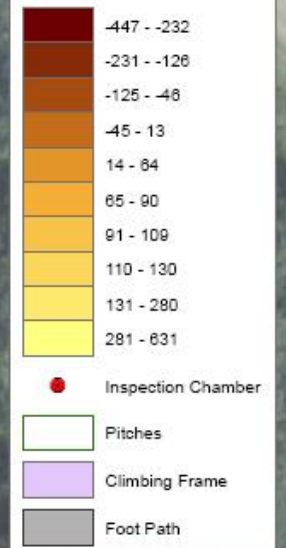 -447 - -232
-231 - -126
-125 - -46
-45 - 13
14 - 64
65 - 90
91 - 109
110 - 130
131 - 280
281 - 631
Inspection Chamber
Pitches
Climbing Frame
Foot Path